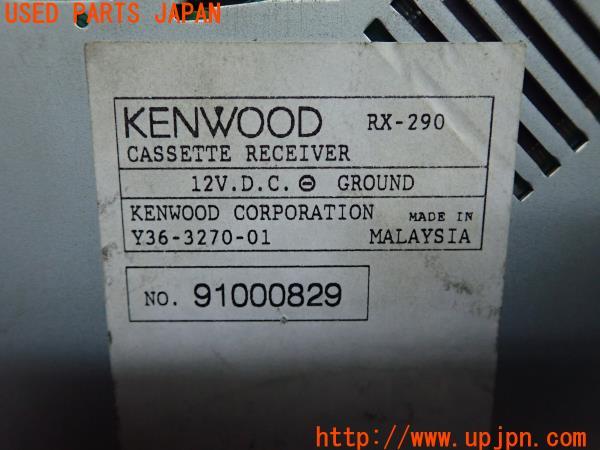 USED PARTS JAPAN
KENWOOD RX-290
CASSETTE RECEIVER
12V.D.C. ⊖ GROUND
KENWOOD CORPORATION MADE IN
Y36-3270-01 MALAYSIA
NO. 91000829
http://www.upjpn.com/